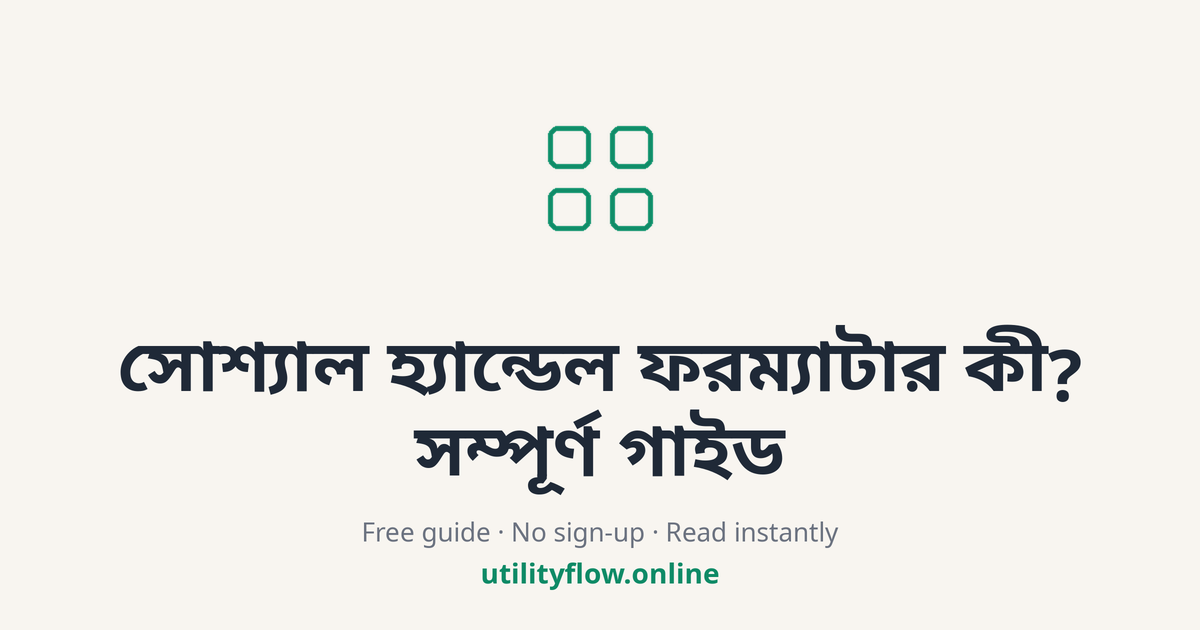 সোশ্যাল হ্যান্ডেল ফরম্যাটার কী?
সম্পূর্ণ গাইড
Free guide · No sign-up · Read instantly
utilityflow.online